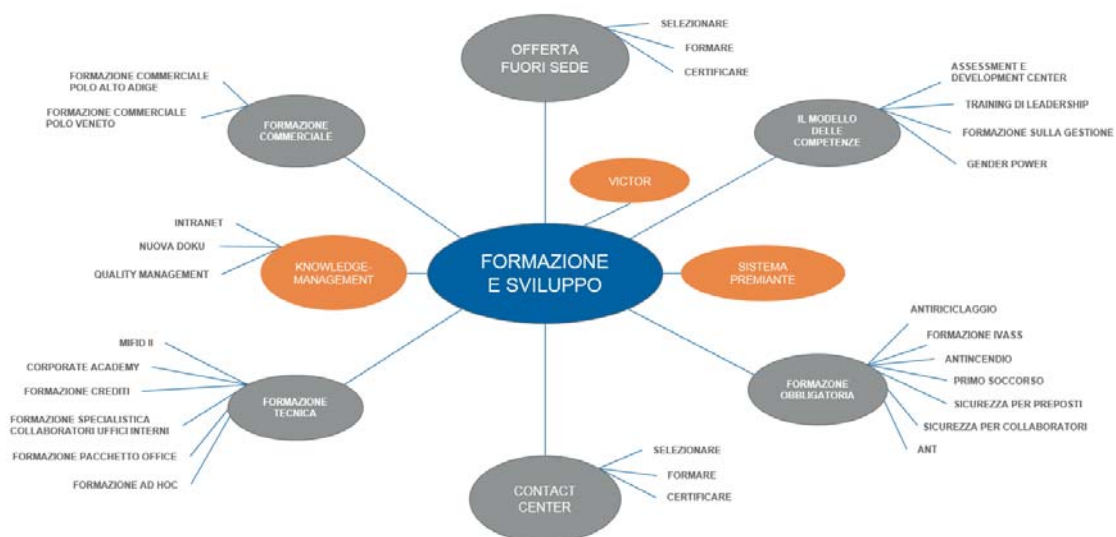 OFFERTA
FUORI SEDE
SELEZIONARE
FORMARE
CERTIFICARE
FORMAZIONE COMMERCIALE
POLO ALTO ADIGE
FORMAZIONE COMMERCIALE
POLO VENETO
FORMAZIONE
COMMERCIALE
IL MODELLO
DELLE
COMPETENZE
ASSESSMENT E
DEVELOPMENT CENTER
TRAINING DI LEADERSHIP
FORMAZIONE SULLA GESTIONE
GENDER POWER
VICTOR
INTRANET
NUOVA DOKU
QUALITY MANAGEMENT
KNOWLEDGE-
MANAGEMENT
FORMAZIONE
E SVILUPPO
SISTEMA
PREMIANTE
MIFID II
CORPORATE ACADEMY
FORMAZIONE CREDITI
FORMAZIONE SPECIALISTICA
COLLABORATORI UFFICI INTERNI
FORMAZIONE PACCHETTO OFFICE
FORMAZIONE AD HOC
FORMAZIONE
TECNICA
FORMAZONE
OBBLIGATORIA
ANTIRICICLAGGIO
FORMAZIONE IVASS
ANTINCENDIO
PRIMO SOCCORSO
SICUREZZA PER PREPOSTI
SICUREZZA PER COLLABORATORI
ANT
CONTACT
CENTER
SELEZIONARE
FORMARE
CERTIFICARE